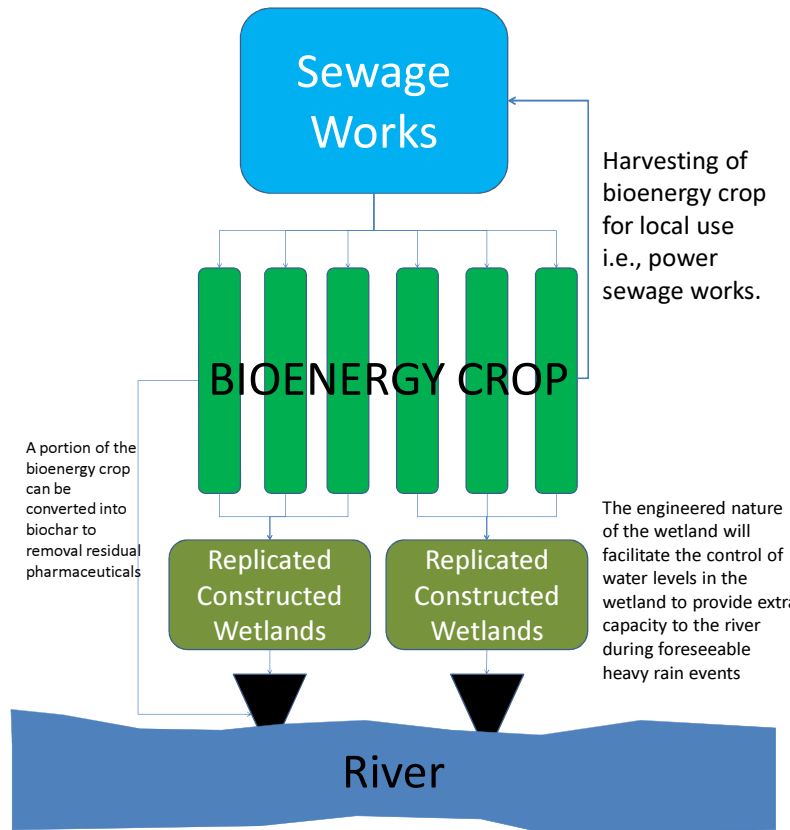 Sewage
Works
Harvesting of
bioenergy crop
for local use
i.e., power
sewage works.
BIOENERGY CROP
A portion of the
bioenergy crop
can be
converted into
biochar to
removal residual
pharmaceuticals
Replicated
Constructed
Wetlands
Replicated
Constructed
Wetlands
The engineered nature
of the wetland will
facilitate the control of
water levels in the
wetland to provide extra
capacity to the river
during foreseeable
heavy rain events
River